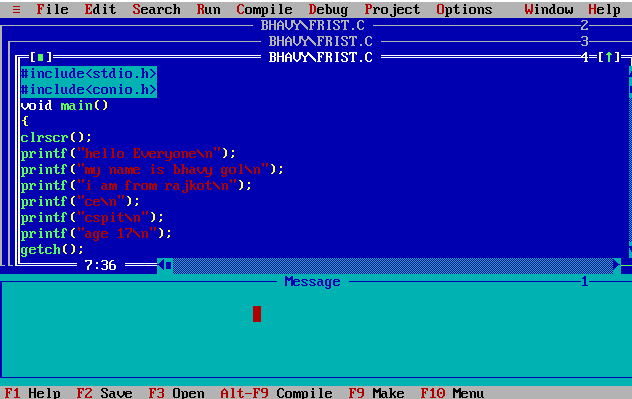 ≡ File Edit Search Run Compile Debug Project Options Window Help
BHAVY\FRIST.C 2
BHAVY\FRIST.C 3
[■] BHAVY\FRIST.C 4=[↑]
#include<stdio.h>
#include<conio.h>
void main()
{
clrscr();
printf("hello Everyone\n");
printf("my name is bhavy gol\n");
printf("i am from rajkot\n");
printf("ce\n");
printf("cspit\n");
printf("age 17\n");
getch();
7:36
Message 1
F1 Help F2 Save F3 Open Alt-F9 Compile F9 Make F10 Menu